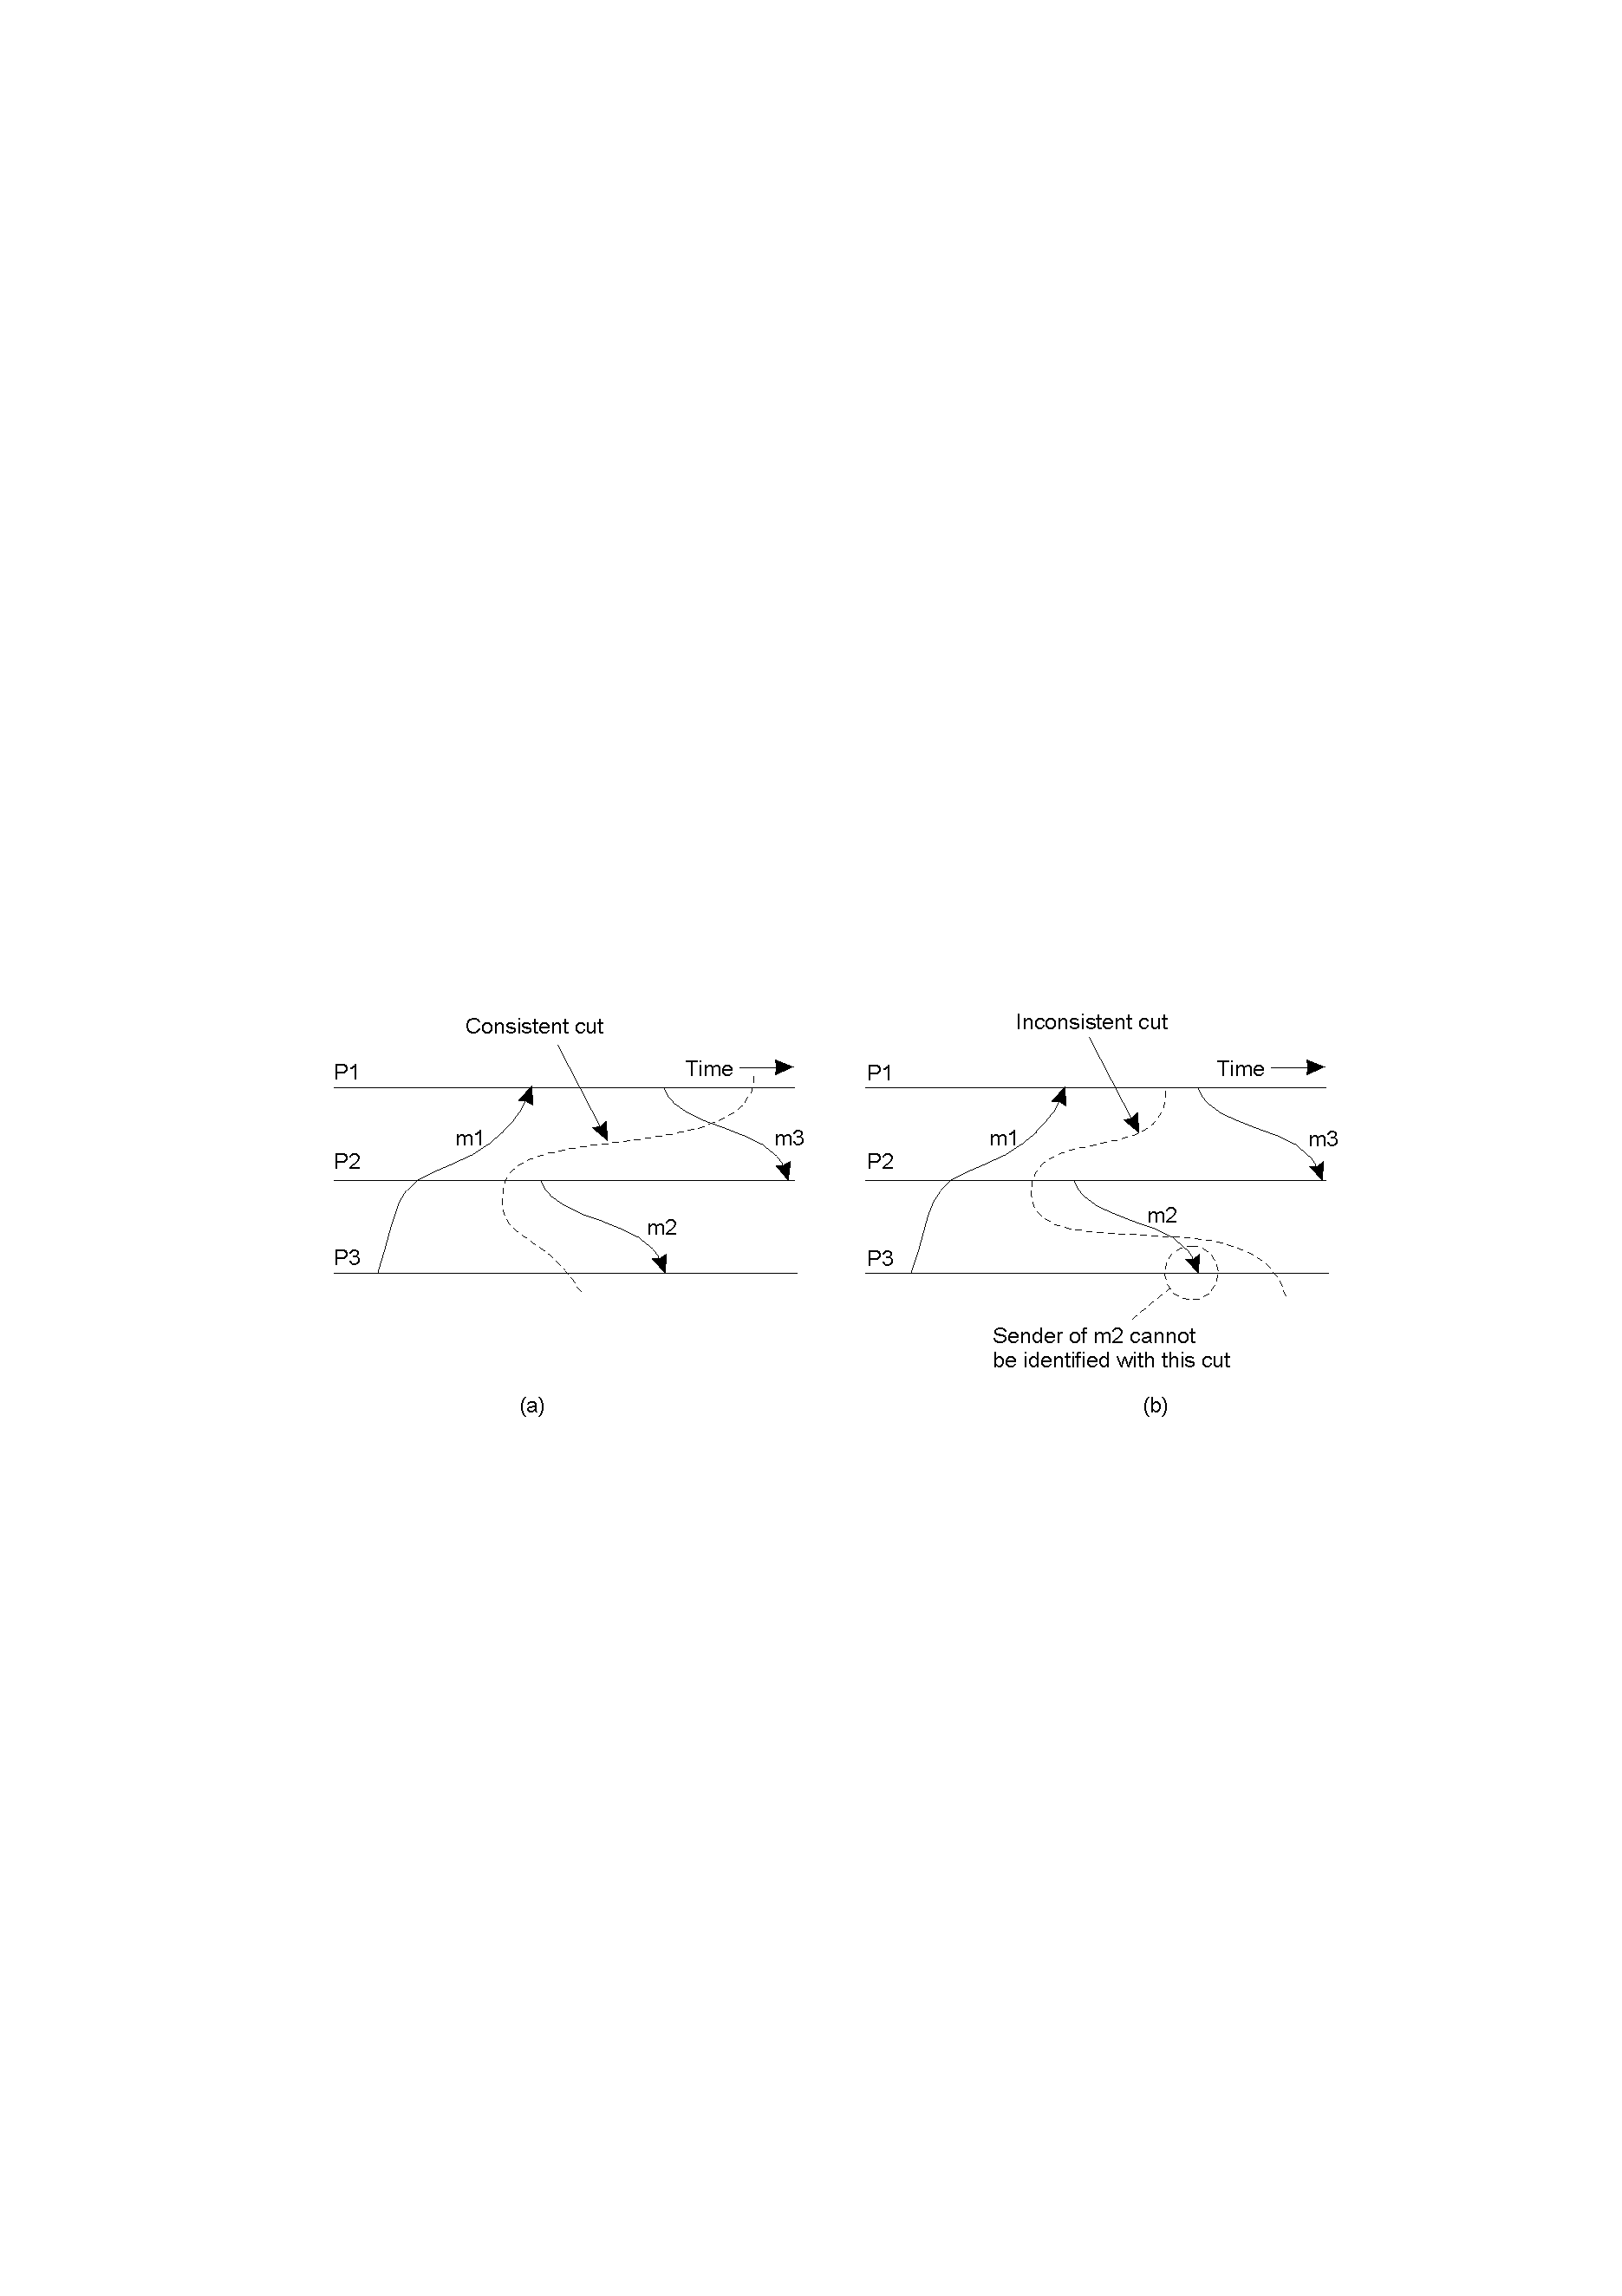 Consistent cut
Time
P1
m1
m3
P2
m2
P3
(a)
Inconsistent cut
Time
P1
m1
m3
P2
m2
P3
Sender of m2 cannot
be identified with this cut
(b)